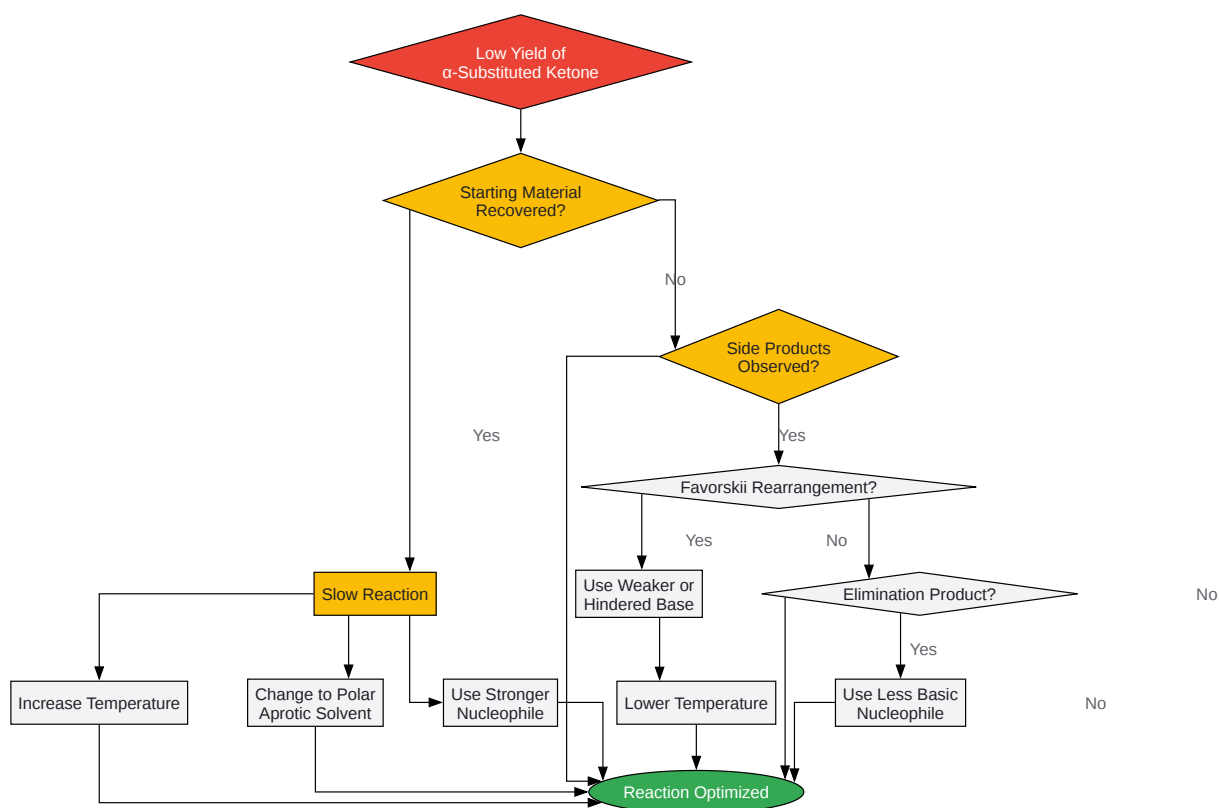 Low Yield of
α-Substituted Ketone
Starting Material
Recovered?
No
Side Products
Observed?
Yes
Yes
Favorskii Rearrangement?
Yes
No
Slow Reaction
Use Weaker or
Hindered Base
Elimination Product?
No
Yes
Increase Temperature
Change to Polar
Aprotic Solvent
Use Stronger
Nucleophile
Lower Temperature
Use Less Basic
Nucleophile
No
Reaction Optimized